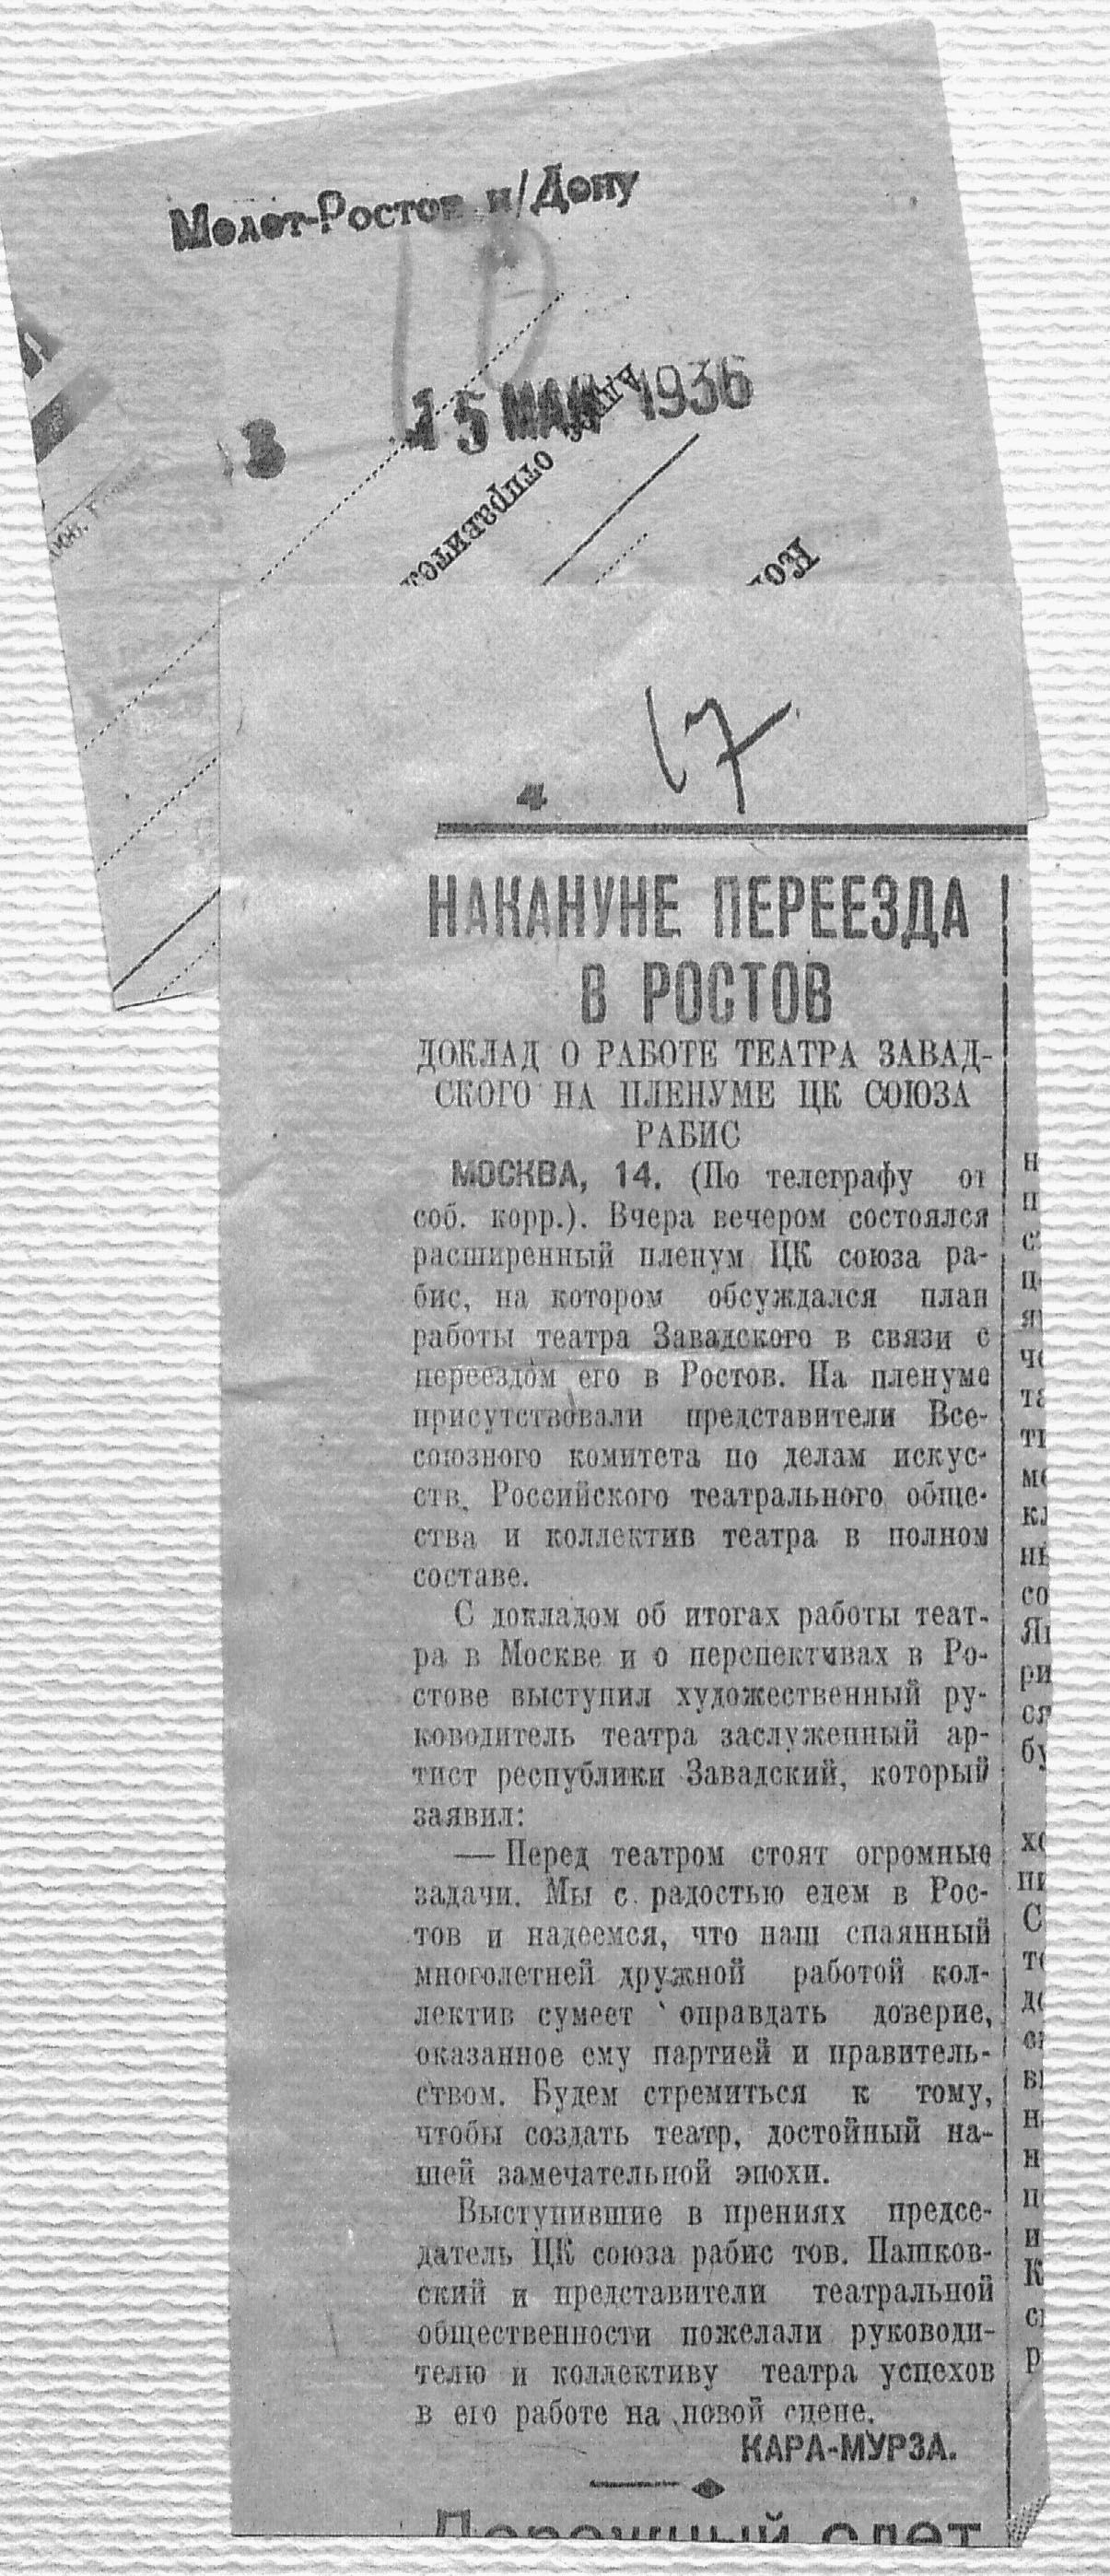 Молот-Ростов н/Дону
15 МАЯ 1936
3
Адрес отправител
17
4
НАКАНУНЕ ПЕРЕЕЗДА
В РОСТОВ
ДОКЛАД О РАБОТЕ ТЕАТРА ЗАВАД-
СКОГО НА ПЛЕНУМЕ ЦК СОЮЗА
РАБИС
МОСКВА, 14. (По телеграфу от
соб. корр.). Вчера вечером состоялся
расширенный пленум ЦК союза ра-
бис, на котором обсуждался план
работы театра Завадского в связи с
переездом его в Ростов. На пленуме
присутствовали представители Все-
союзного комитета по делам искус-
ств, Российского театрального обще-
ства и коллектив театра в полном
составе.
С докладом об итогах работы теат-
ра в Москве и о перспективах в Ро-
стове выступил художественный ру-
ководитель театра заслуженный ар-
тист республики Завадский, который
заявил:
— Перед театром стоят огромные
задачи. Мы с радостью едем в Рос-
тов и надеемся, что наш спаянный
многолетней дружной работой кол-
лектив сумеет оправдать доверие,
оказанное ему партией и правитель-
ством. Будем стремиться к тому,
чтобы создать театр, достойный на-
шей замечательной эпохи.
Выступившие в прениях предсе-
датель ЦК союза рабис тов. Пашков-
ский и представители театральной
общественности пожелали руководи-
телю и коллективу театра успехов
в его работе на новой сцене.
КАРА-МУРЗА.
Дорожный слет